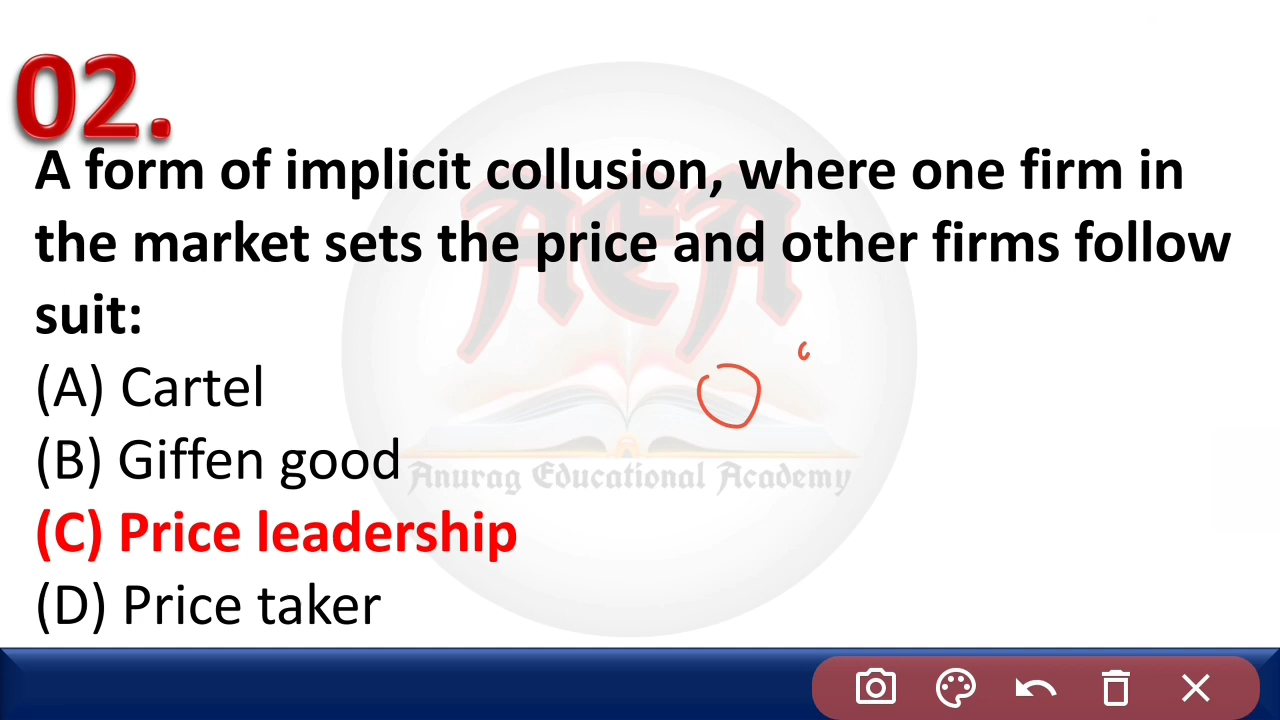 02.
A form of implicit collusion, where one firm in
the market sets the price and other firms follow
suit:
(A) Cartel
(B) Giffen good
(C) Price leadership
(D) Price taker
AEA
Anurag Educational Academy